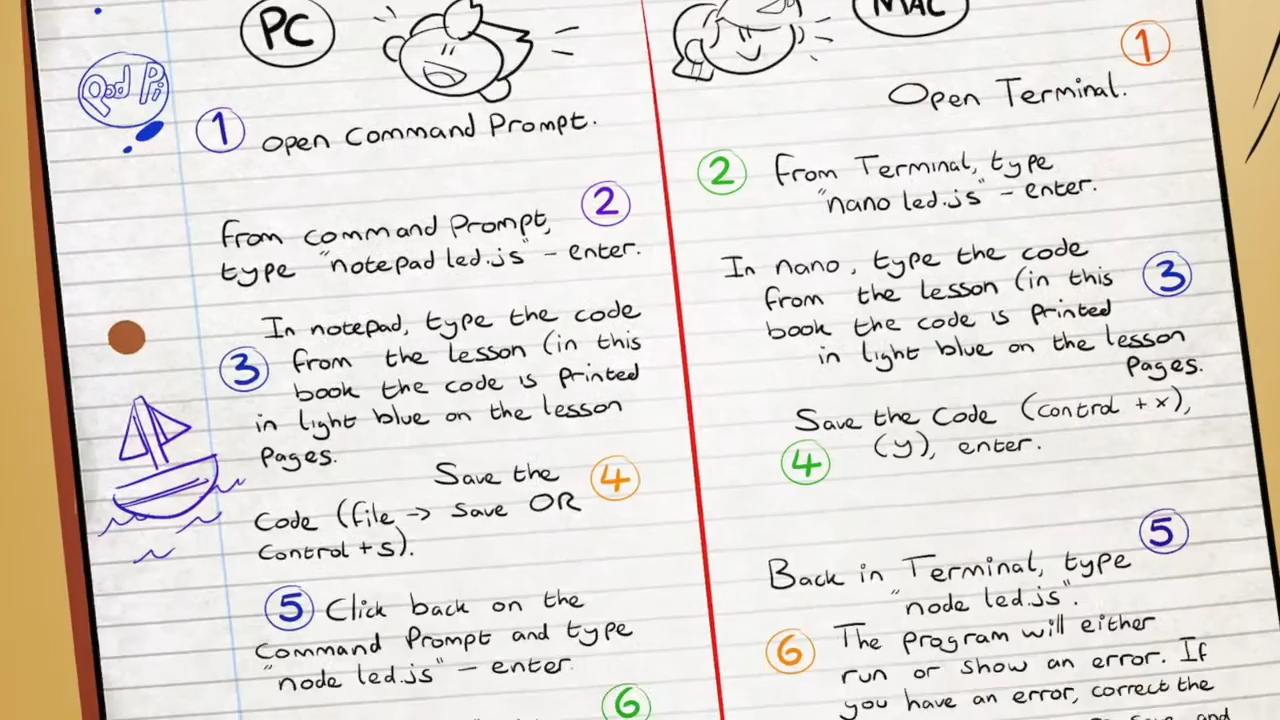 PC
Pod Pi
1
Open Command Prompt.
2
From Command Prompt,
type "notepad led.js" - enter.
In notepad, type the code
3
from the lesson (in this
book the code is printed
in light blue on the lesson
Pages.
4
Save the
Code (file -> save OR
Control + s).
5 Click back on the
Command Prompt and type
"node led.js" - enter.
6
MAC
1
Open Terminal.
2
From Terminal, type
"nano led.js" - enter.
In nano, type the code
3
from the lesson (in this
book the code is printed
in light blue on the lesson
Pages.
Save the Code (control + x),
4
(y), enter.
5
Back in Terminal, type
"node led.js".
6
The program will either
run or show an error. If
you have an error, correct the